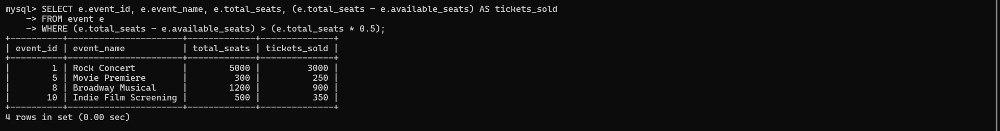 mysql> SELECT e.event_id, e.event_name, e.total_seats, (e.total_seats - e.available_seats) AS tickets_sold
    -> FROM event e
    -> WHERE (e.total_seats - e.available_seats) > (e.total_seats * 0.5);
+----------+----------------------+-------------+--------------+
| event_id | event_name           | total_seats | tickets_sold |
+----------+----------------------+-------------+--------------+
|        1 | Rock Concert         |        5000 |         3000 |
|        5 | Movie Premiere       |         300 |          250 |
|        8 | Broadway Musical     |        1200 |          900 |
|       10 | Indie Film Screening |         500 |          350 |
+----------+----------------------+-------------+--------------+
4 rows in set (0.00 sec)